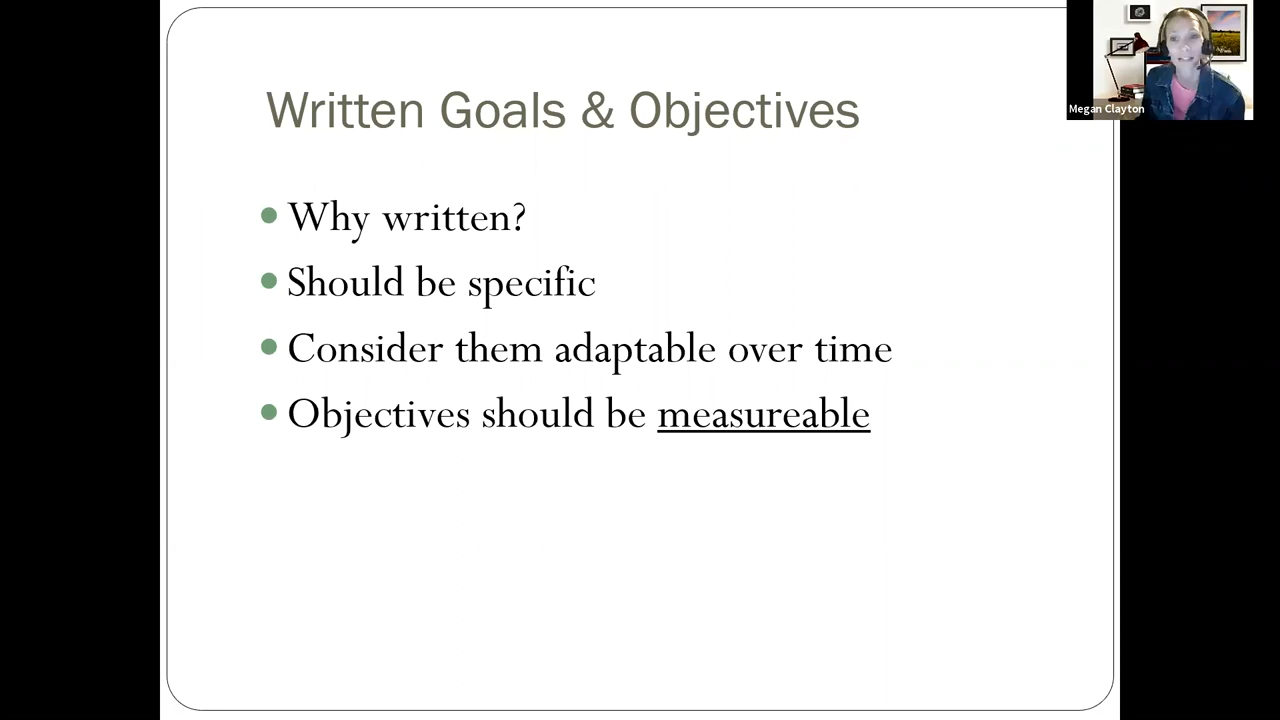 Written Goals & Objectives
Megan Clayton
Why written?
Should be specific
Consider them adaptable over time
Objectives should be measureable